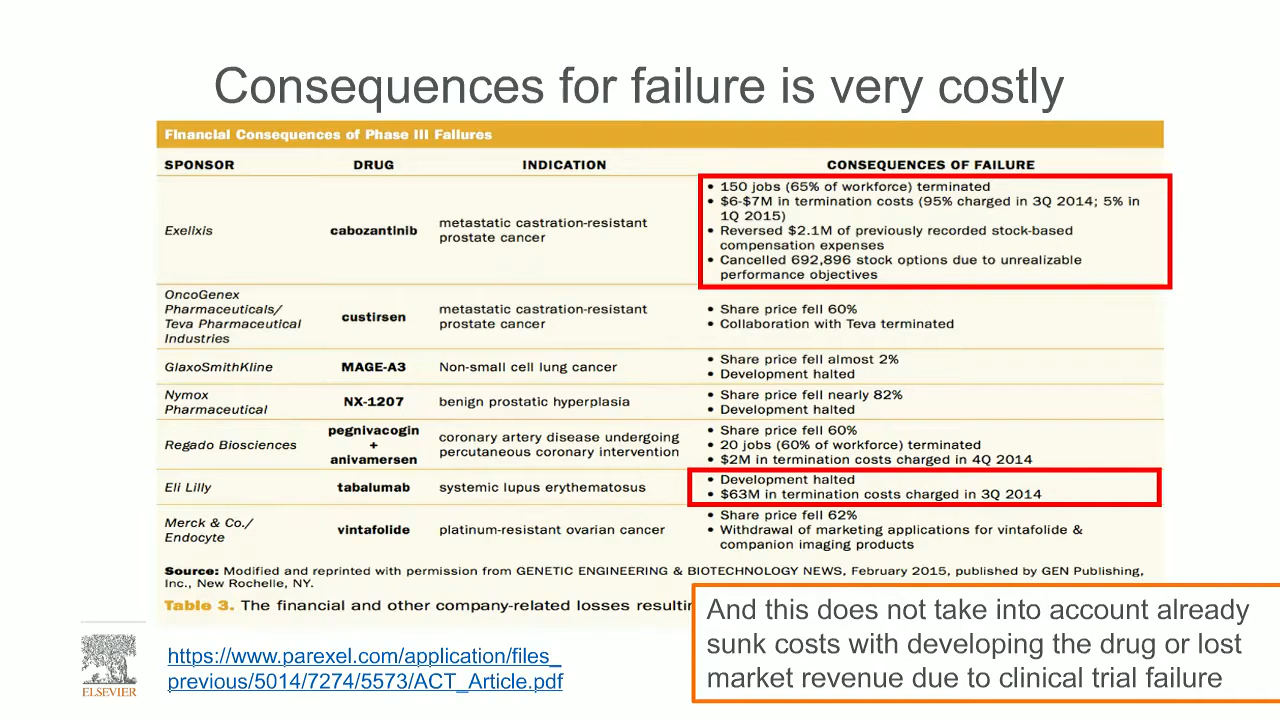 Consequences for failure is very costly
Financial Consequences of Phase III Failures
SPONSOR DRUG INDICATION CONSEQUENCES OF FAILURE
Exelixis
cabozantinib
metastatic castration-resistant
prostate cancer
• 150 jobs (65% of workforce) terminated
• $6-$7M in termination costs (95% charged in 3Q 2014; 5% in
1Q 2015)
• Reversed $2.1M of previously recorded stock-based
compensation expenses
• Cancelled 692,896 stock options due to unrealizable
performance objectives
OncoGenex
Pharmaceuticals/
Teva Pharmaceutical
Industries
custirsen
metastatic castration-resistant
prostate cancer
• Share price fell 60%
• Collaboration with Teva terminated
GlaxoSmithKline
MAGE-A3
Non-small cell lung cancer
• Share price fell almost 2%
• Development halted
Nymox
Pharmaceutical
NX-1207
benign prostatic hyperplasia
• Share price fell nearly 82%
• Development halted
Regado Biosciences
pegnivacogin
+
anivamersen
coronary artery disease undergoing
percutaneous coronary intervention
• Share price fell 60%
• 20 jobs (60% of workforce) terminated
• $2M in termination costs charged in 4Q 2014
Eli Lilly
tabalumab
systemic lupus erythematosus
• Development halted
• $63M in termination costs charged in 3Q 2014
Merck & Co./
Endocyte
vintafolide
platinum-resistant ovarian cancer
• Share price fell 62%
• Withdrawal of marketing applications for vintafolide &
companion imaging products
Source: Modified and reprinted with permission from GENETIC ENGINEERING & BIOTECHNOLOGY NEWS, February 2015, published by GEN Publishing,
Inc., New Rochelle, NY.
Table 3. The financial and other company-related losses
And this does not take into account already
sunk costs with developing the drug or lost
market revenue due to clinical trial failure
https://www.parexel.com/application/files_
previous/5014/7274/5573/ACT_Article.pdf
ELSEVIER